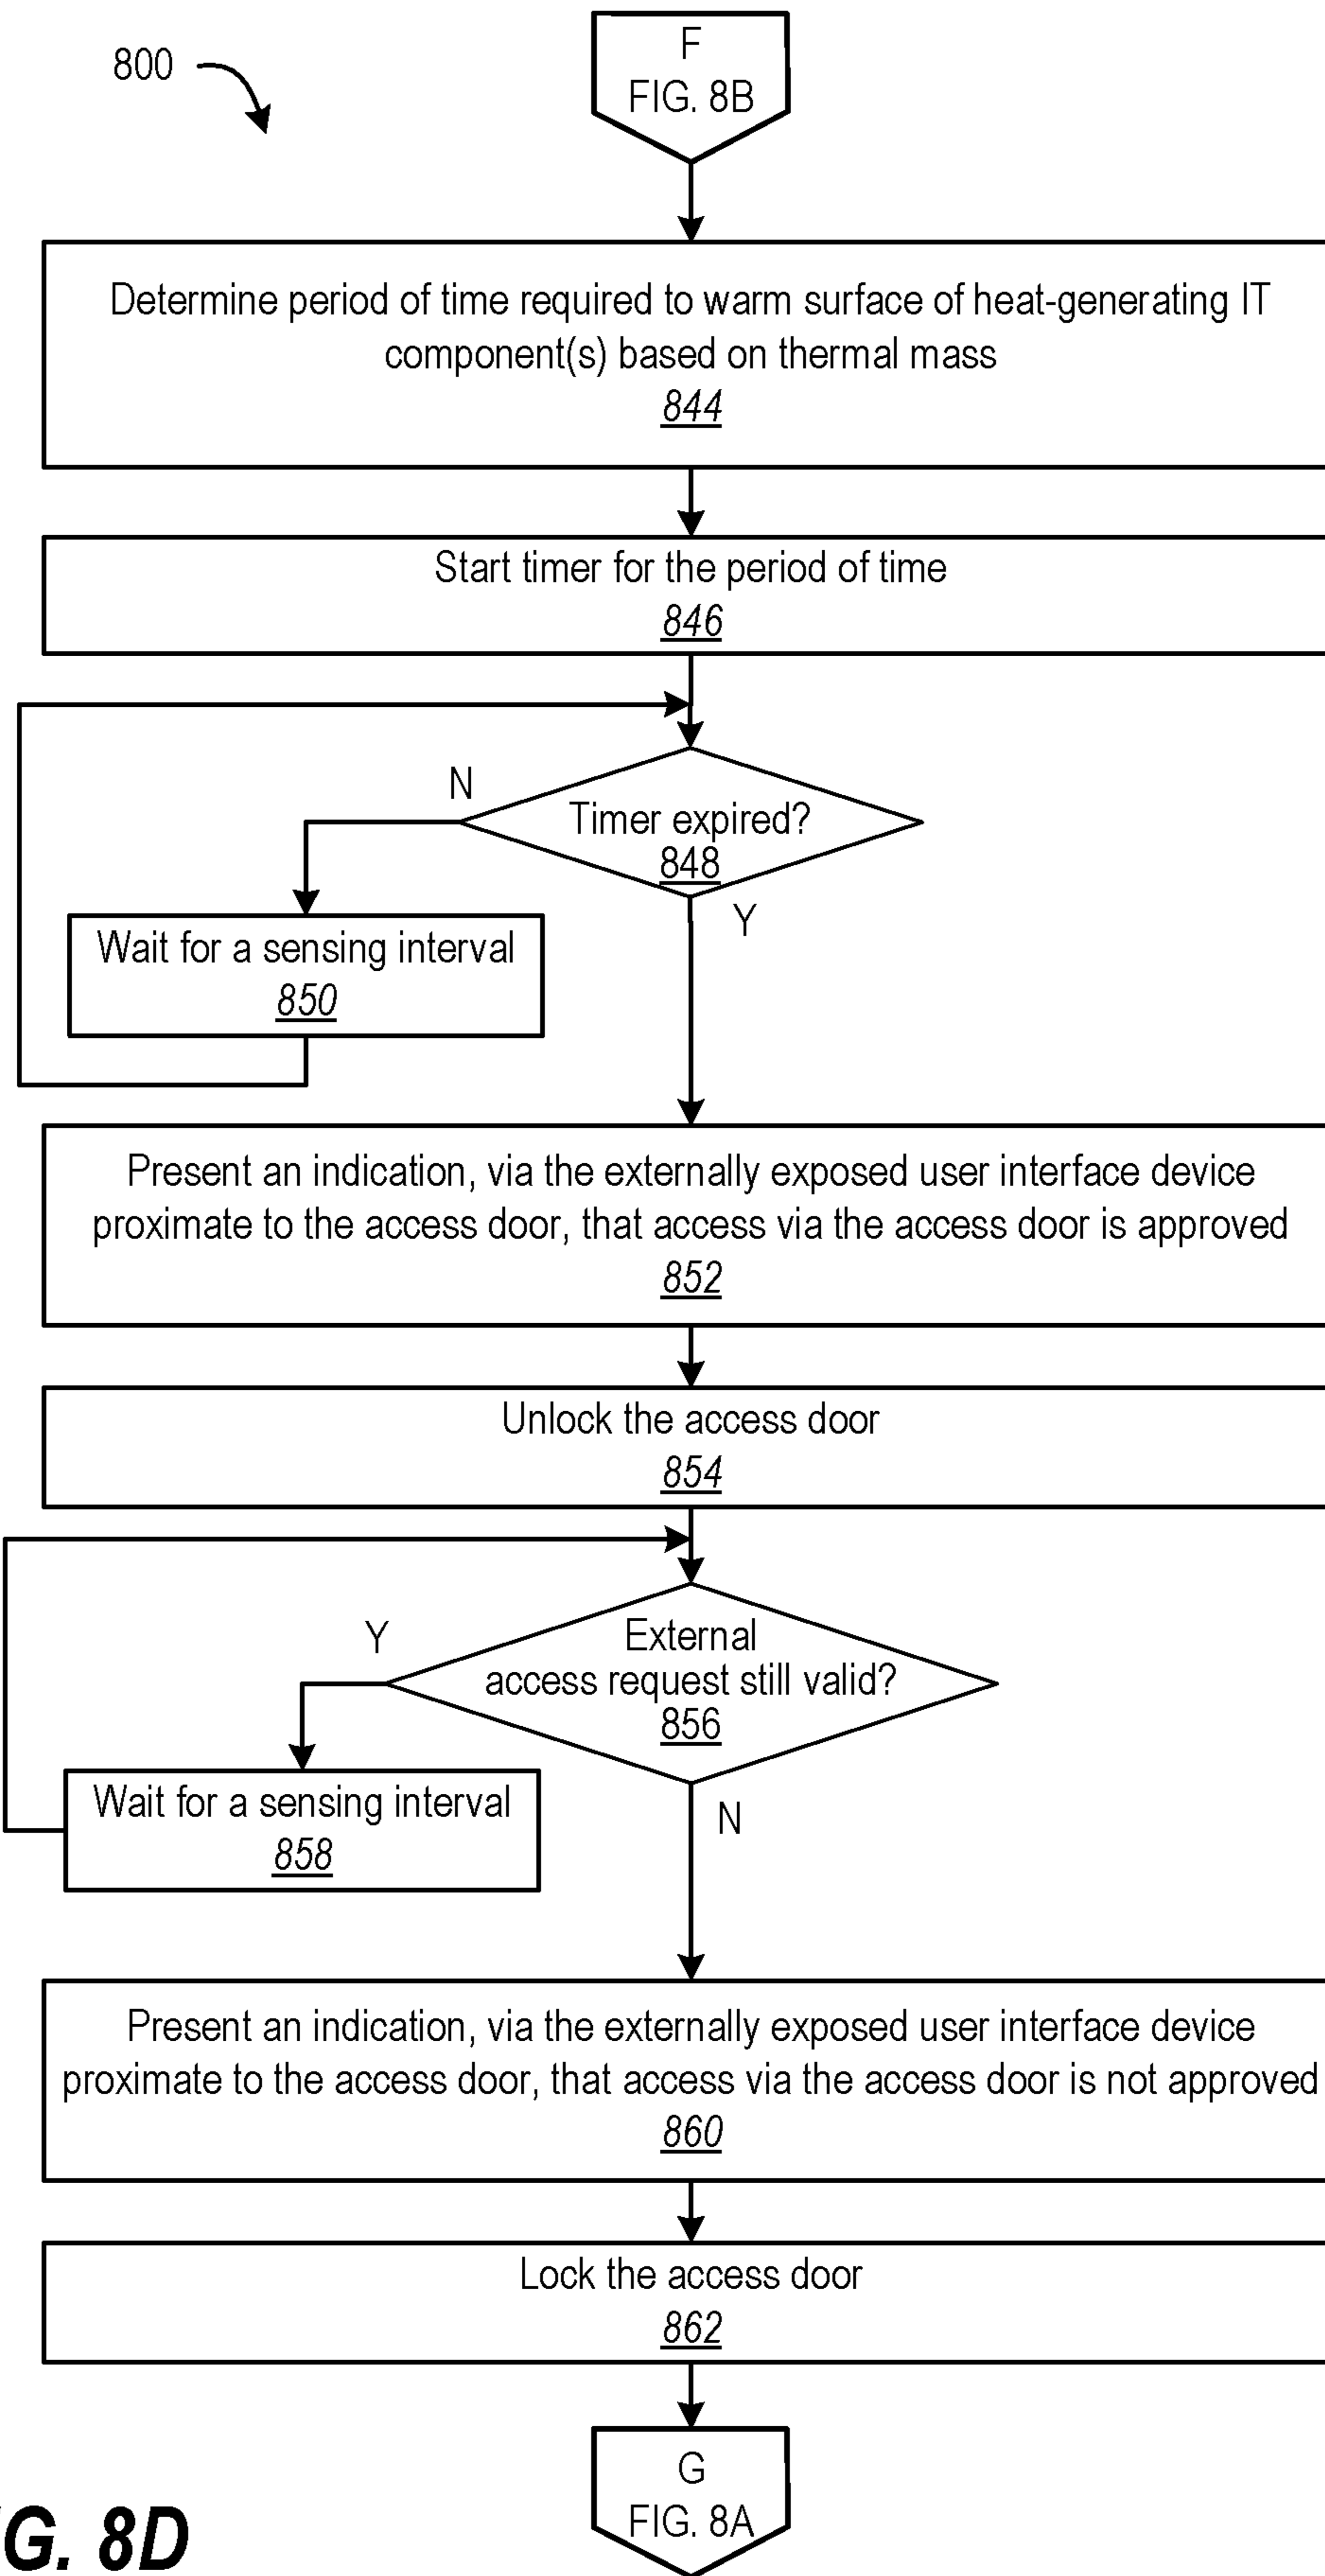 800
F
FIG. 8B
Determine period of time required to warm surface of heat-generating IT
component(s) based on thermal mass
844
Start timer for the period of time
846
N
Timer expired?
848
Y
Wait for a sensing interval
850
Present an indication, via the externally exposed user interface device
proximate to the access door, that access via the access door is approved
852
Unlock the access door
854
Y
External
access request still valid?
856
Wait for a sensing interval
858
N
Present an indication, via the externally exposed user interface device
proximate to the access door, that access via the access door is not approved
860
Lock the access door
862
G
FIG. 8A
IG. 8D